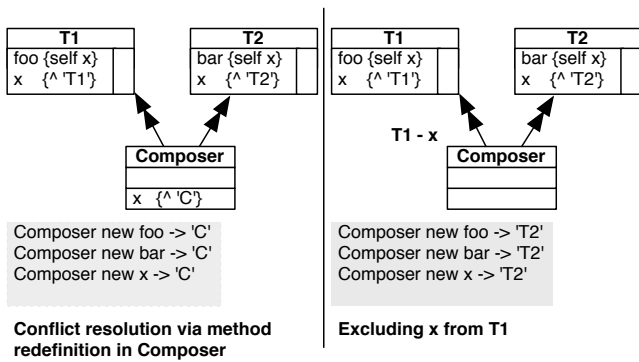 T1
foo {self x}
x {^ 'T1'}
T2
bar {self x}
x {^ 'T2'}
Composer
x {^ 'C'}
Composer new foo -> 'C'
Composer new bar -> 'C'
Composer new x -> 'C'
Conflict resolution via method
redefinition in Composer
T1
foo {self x}
x {^ 'T1'}
T2
bar {self x}
x {^ 'T2'}
T1 - x
Composer
Composer new foo -> 'T2'
Composer new bar -> 'T2'
Composer new x -> 'T2'
Excluding x from T1